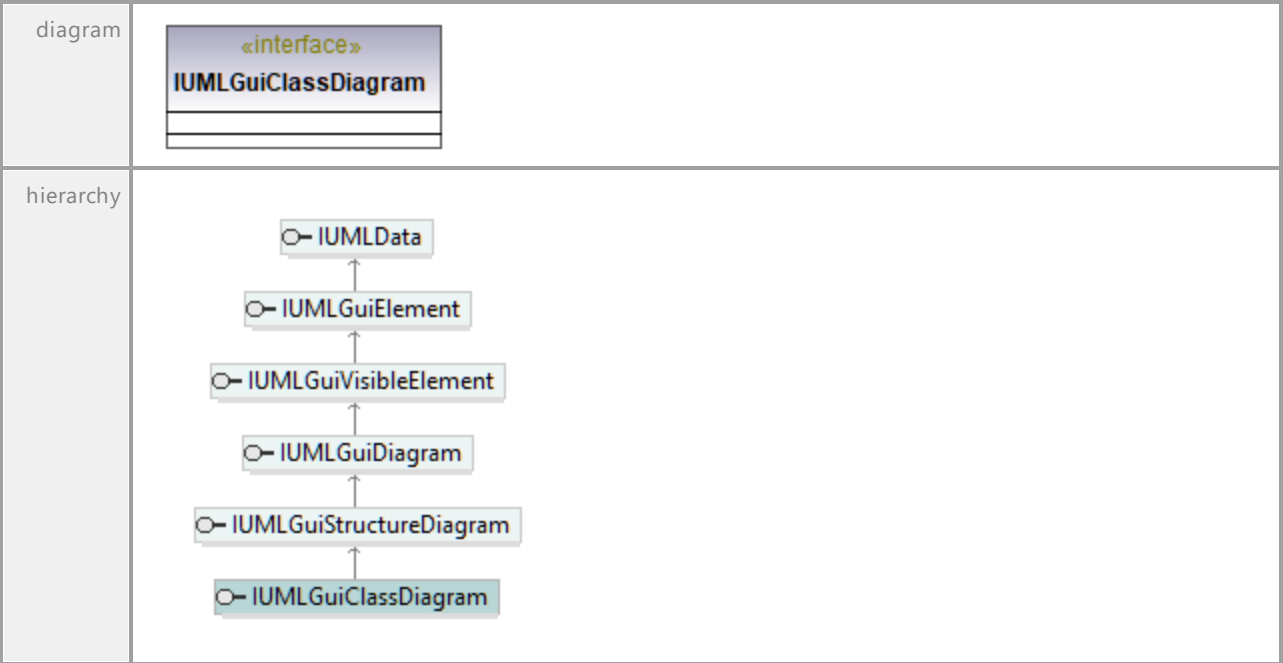 diagram
«interface»
IUMLGuiClassDiagram
hierarchy
IUMLData
IUMLGuiElement
IUMLGuiVisibleElement
IUMLGuiDiagram
IUMLGuiStructureDiagram
IUMLGuiClassDiagram